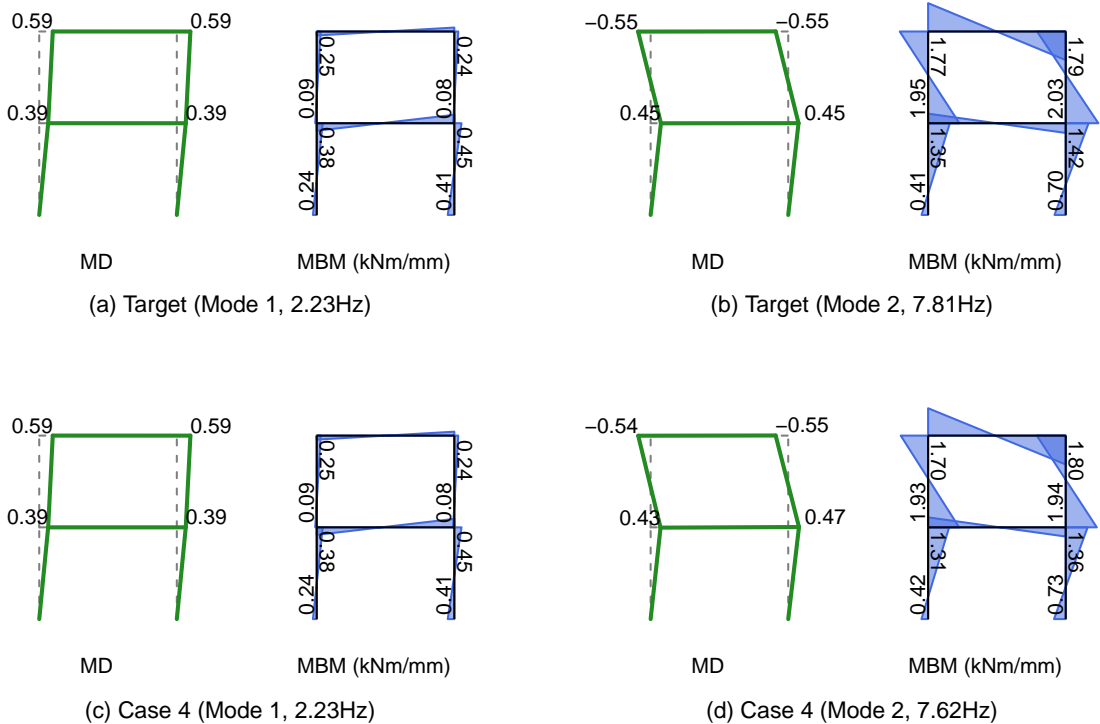 0.59 0.59
0.39 0.39
MD
0.25 0.24
0.09 0.08
0.38 0.45
0.24 0.41
MBM (kNm/mm)
(a) Target (Mode 1, 2.23Hz)
−0.55 −0.55
0.45 0.45
MD
1.77 1.79
1.95 2.03
1.35 1.42
0.41 0.70
MBM (kNm/mm)
(b) Target (Mode 2, 7.81Hz)
0.59 0.59
0.39 0.39
MD
0.25 0.24
0.09 0.08
0.38 0.45
0.24 0.41
MBM (kNm/mm)
(c) Case 4 (Mode 1, 2.23Hz)
−0.54 −0.55
0.43 0.47
MD
1.70 1.80
1.93 1.94
1.31 1.39
0.42 0.73
MBM (kNm/mm)
(d) Case 4 (Mode 2, 7.62Hz)